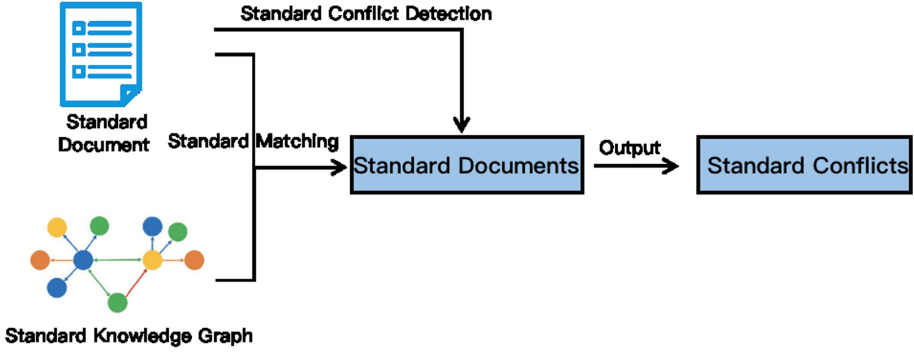 Standard Conflict Detection
Standard
Document
Standard Matching
Standard Documents
Output
Standard Conflicts
Standard Knowledge Graph